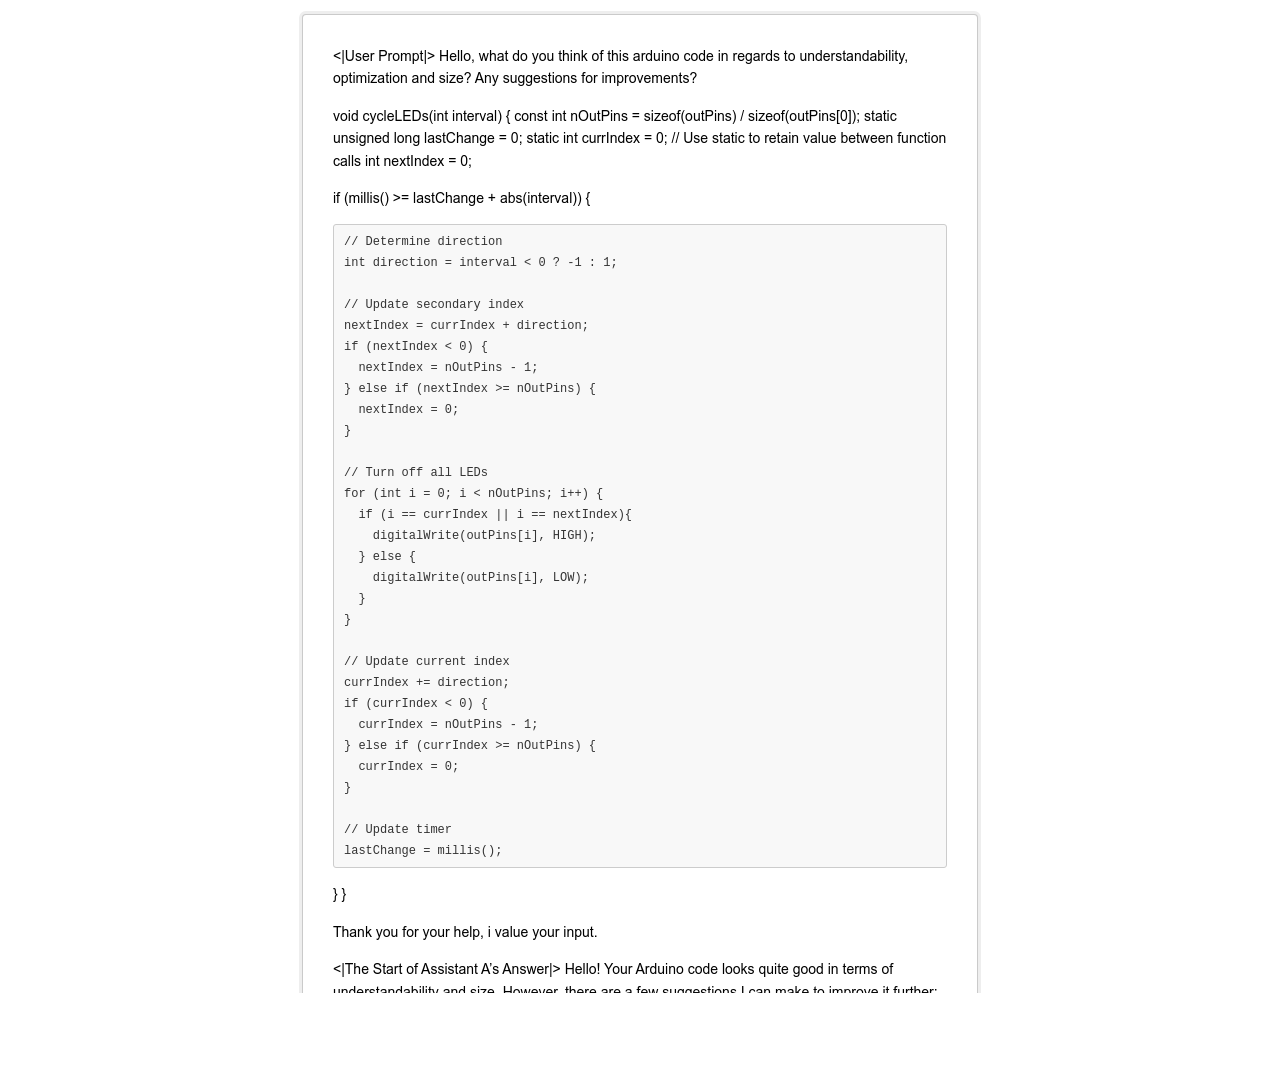 <|User Prompt|> Hello, what do you think of this arduino code in regards to understandability,
optimization and size? Any suggestions for improvements?
void cycleLEDs(int interval) { const int nOutPins = sizeof(outPins) / sizeof(outPins[0]); static
unsigned long lastChange = 0; static int currIndex = 0; // Use static to retain value between function
calls int nextIndex = 0;
if (millis() >= lastChange + abs(interval)) {
// Determine direction
int direction = interval < 0 ? -1 : 1;
// Update secondary index
nextIndex = currIndex + direction;
if (nextIndex < 0) {
  nextIndex = nOutPins - 1;
} else if (nextIndex >= nOutPins) {
  nextIndex = 0;
}
// Turn off all LEDs
for (int i = 0; i < nOutPins; i++) {
  if (i == currIndex || i == nextIndex){
    digitalWrite(outPins[i], HIGH);
  } else {
    digitalWrite(outPins[i], LOW);
  }
}
// Update current index
currIndex += direction;
if (currIndex < 0) {
  currIndex = nOutPins - 1;
} else if (currIndex >= nOutPins) {
  currIndex = 0;
}
// Update timer
lastChange = millis();
} }
Thank you for your help, i value your input.
<|The Start of Assistant A’s Answer|> Hello! Your Arduino code looks quite good in terms of
understandability and size. However, there are a few suggestions I can make to improve it further: